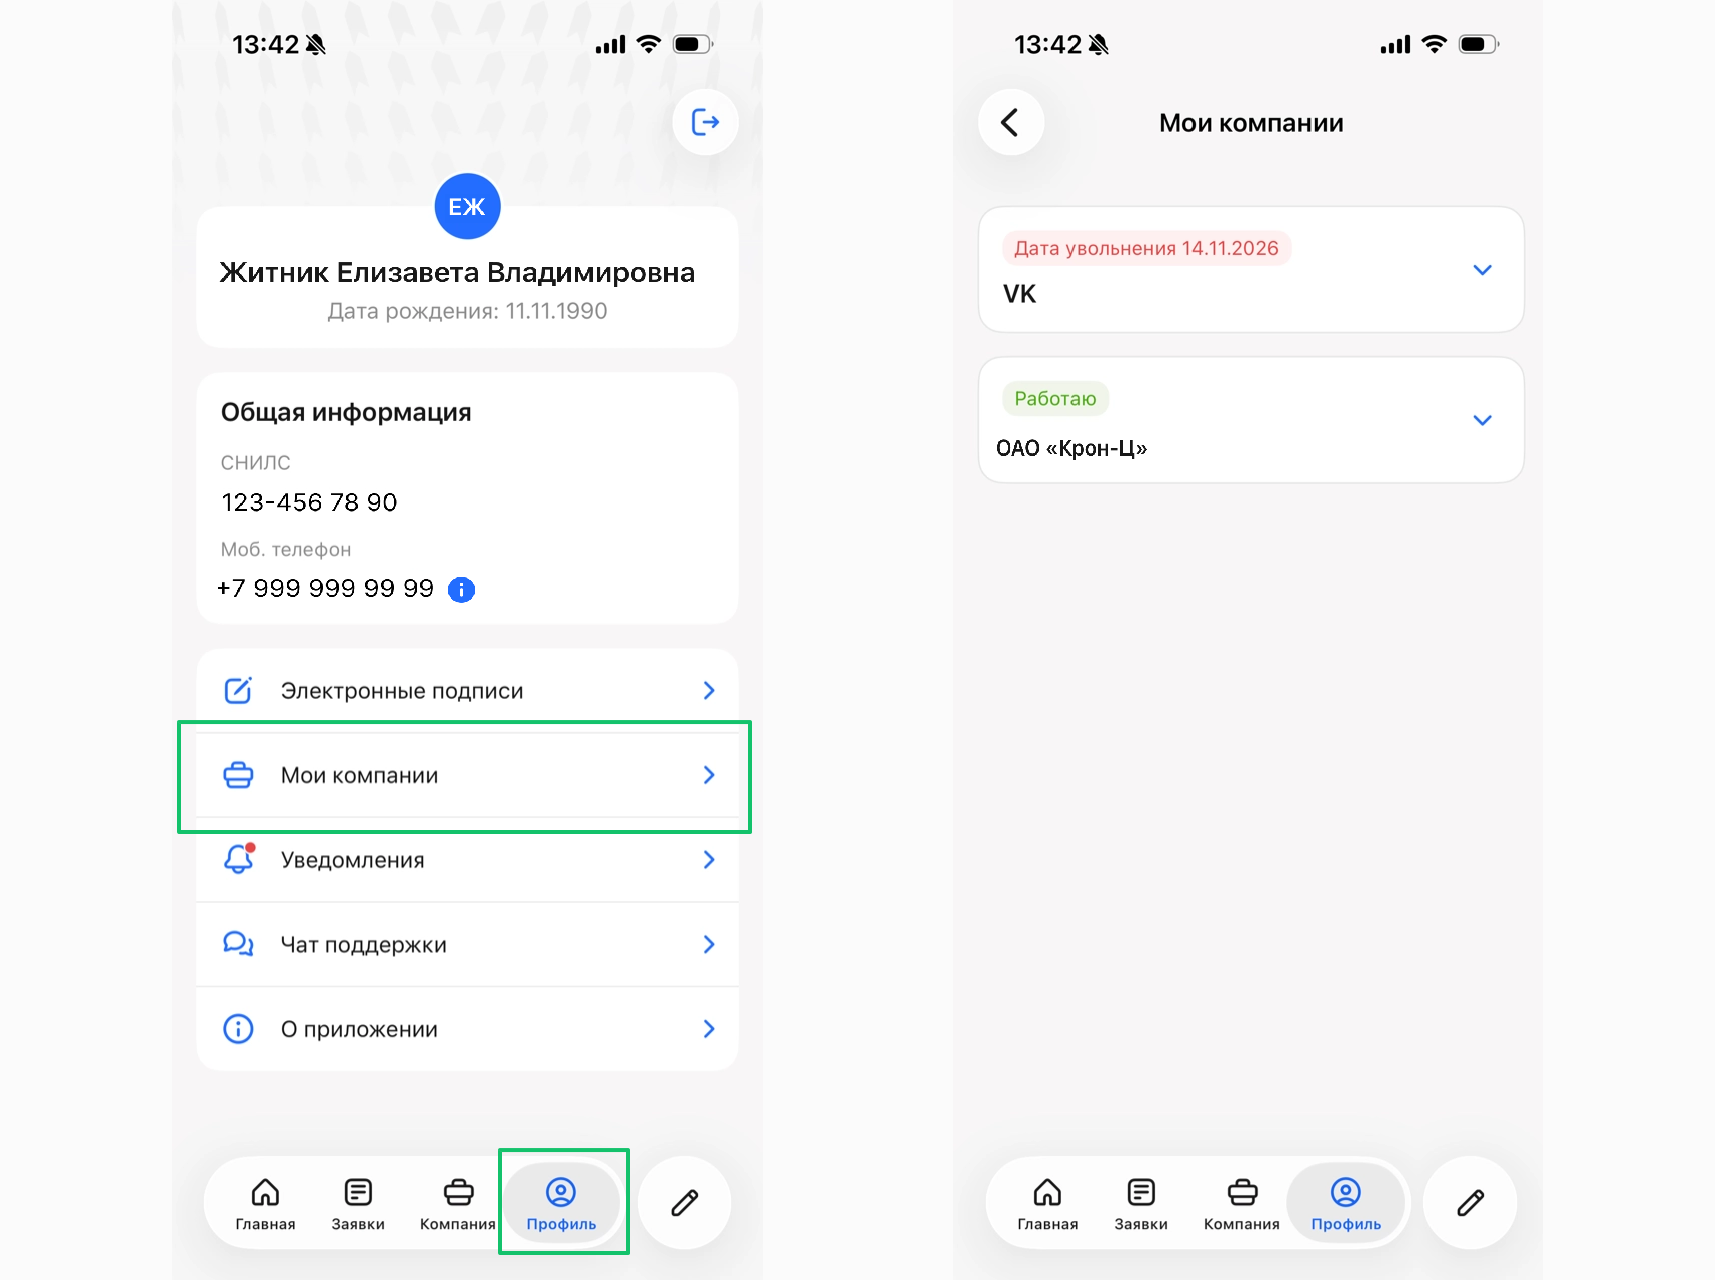 13:42
ЕЖ
Житник Елизавета Владимировна
Дата рождения: 11.11.1990
Общая информация
СНИЛС
123-456 78 90
Моб. телефон
+7 999 999 99 99
Электронные подписи
Мои компании
Уведомления
Чат поддержки
О приложении
Главная
Заявки
Компания
Профиль
13:42
Мои компании
Дата увольнения 14.11.2026
VK
Работаю
ОАО «Крон-Ц»
Главная
Заявки
Компания
Профиль